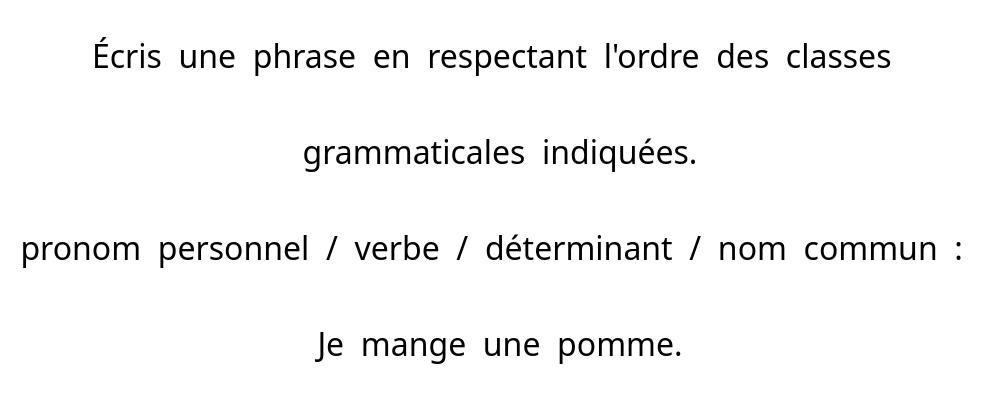 Écris une phrase en respectant l'ordre des classes
grammaticales indiquées.
pronom personnel / verbe / déterminant / nom commun :
Je mange une pomme.